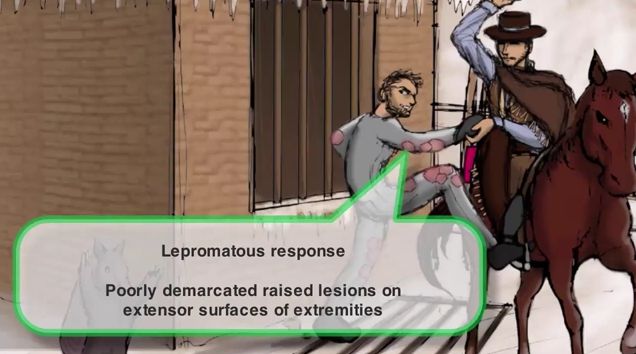 Lepromatous response
Poorly demarcated raised lesions on
extensor surfaces of extremities